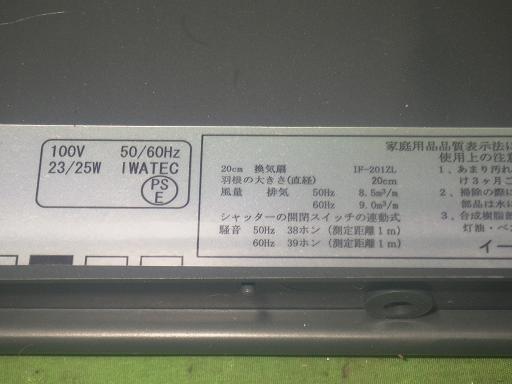 100V 50/60Hz
23/25W IWATEC
PS
E
家庭用品品質表示法に
使用上の注意
20cm 換気扇 IF-201ZL
羽根の大きさ(直径) 20cm
風量 排気 50Hz 8.5m³/m
60Hz 9.0m³/m
シャッターの開閉スイッチの連動式
騒音 50Hz 38ホン (測定距離1m)
60Hz 39ホン (測定距離1m)
1、あまり汚れ
け3ヶ月ご
2、掃除の際に
部品は水に
3、合成樹脂部
灯油・ベン
イー